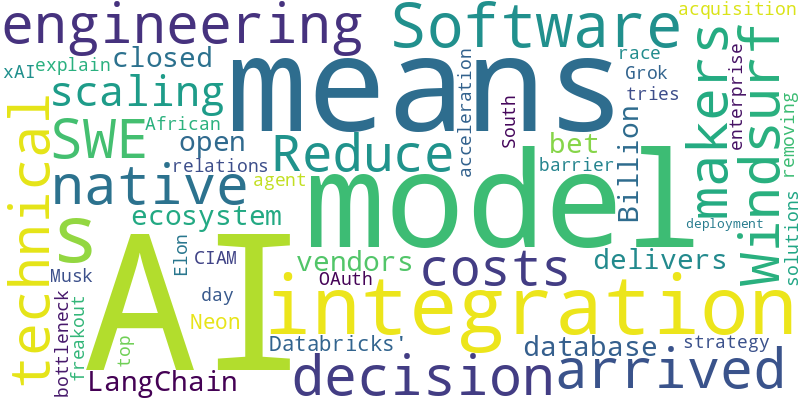 engineering
Software
acquisition
closed
means
race
xAI
explain
Grok
scaling
tries
African
SWE
open
Reduce
bet
relations
barrier
native
agent
model
s
ecosystem
deployment
AI
vendors
costs
delivers
CIAM
OAuth
Musk
day
integration
Neon
Databricks'
database
strategy
LangChain
decision
arrived
technical
bottleneck
freakout
top
Elon
acceleration
South
Billion
makers
enterprise
Windsurf
removing
solutions